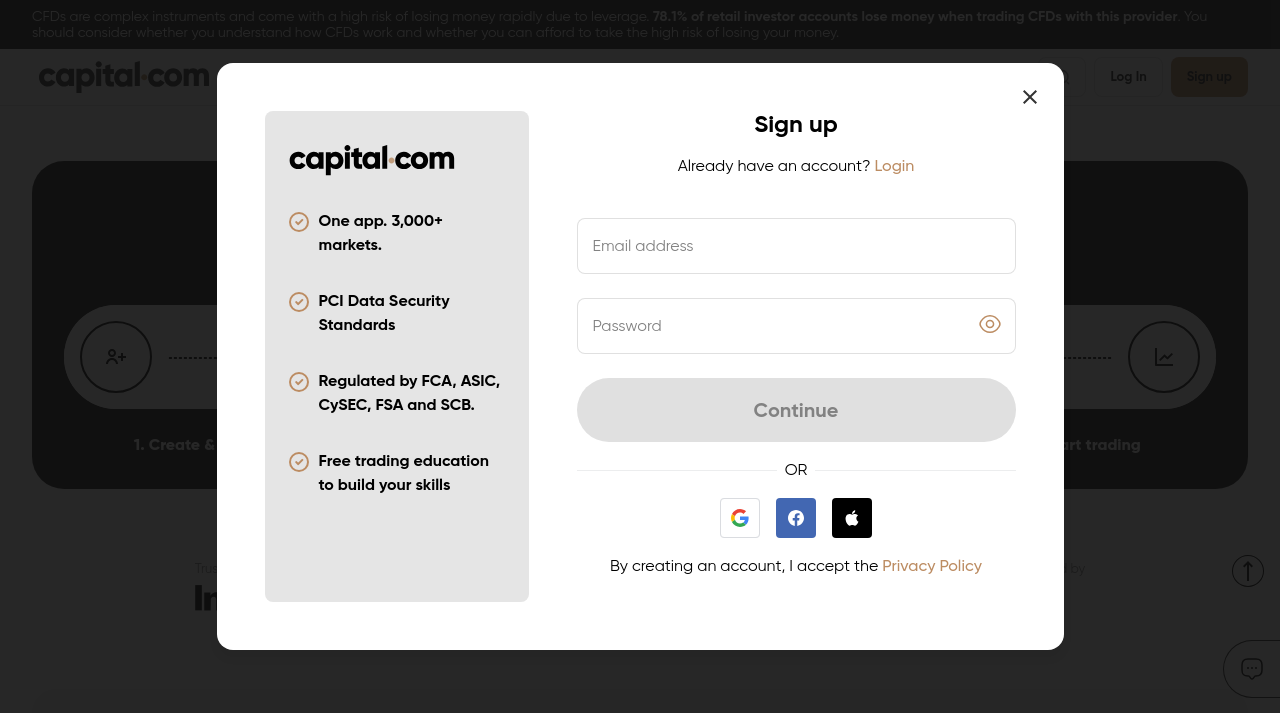 CFDs are complex instruments and come with a high risk of losing money rapidly due to leverage. 78.1% of retail investor accounts lose money when trading CFDs with this provider. You
should consider whether you understand how CFDs work and whether you can afford to take the high risk of losing your money.
capital.com
Log In
Sign up
capital.com
One app. 3,000+
markets.
PCI Data Security
Standards
Regulated by FCA, ASIC,
CySEC, FSA and SCB.
Free trading education
to build your skills
Sign up
Already have an account? Login
Email address
Password
Continue
OR
By creating an account, I accept the Privacy Policy
1. Create &
trading
by